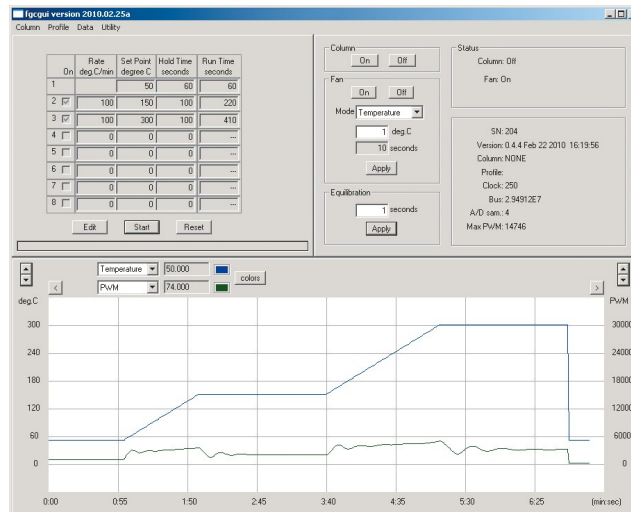 fgcgui version 2010.02.25a
Column Profile Data Utility
On Rate deg.C/min Set Point degree C Hold Time seconds Run Time seconds
1 50 60 60
2 100 150 100 220
3 100 300 100 410
4 0 0 0 ...
5 0 0 0 ...
6 0 0 0 ...
7 0 0 0 ...
8 0 0 0 ...
Edit Start Reset
Column
On Off
Fan
On Off
Mode Temperature
1 deg.C
10 seconds
Apply
Equilibration
1 seconds
Apply
Status
Column: Off
Fan: On
SN: 204
Version: 0.4.4 Feb 22 2010 16:19:56
Column: NONE
Profile:
Clock: 250
Bus: 2.94912E7
A/D sam.: 4
Max PWM: 14746
Temperature 50.000
PWM 74.000
colors
< >
deg.C PWM
300 30000
240 24000
180 18000
120 12000
60 6000
0 0
0:00 0:55 1:50 2:45 3:40 4:35 5:30 6:25 (min:sec)